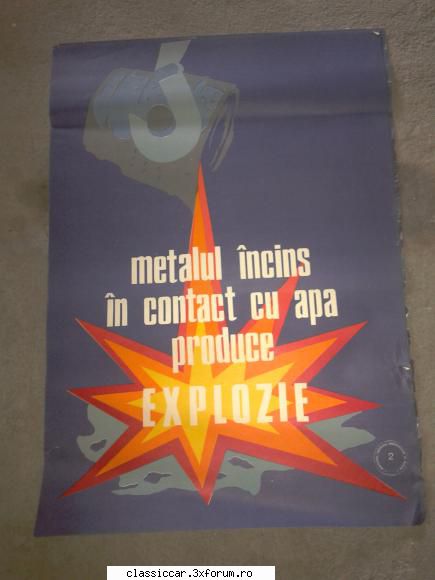 metalul încins
în contact cu apa
produce
EXPLOZIE
2
classiccar.3xforum.ro